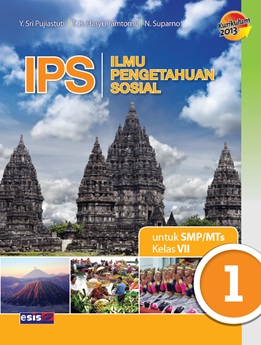 Y. Sri Pujiastuti N. Suparno
Kurikulum
2013
IPS
ILMU
PENGETAHUAN
SOSIAL
untuk SMP/MTs
Kelas VII
1
esis